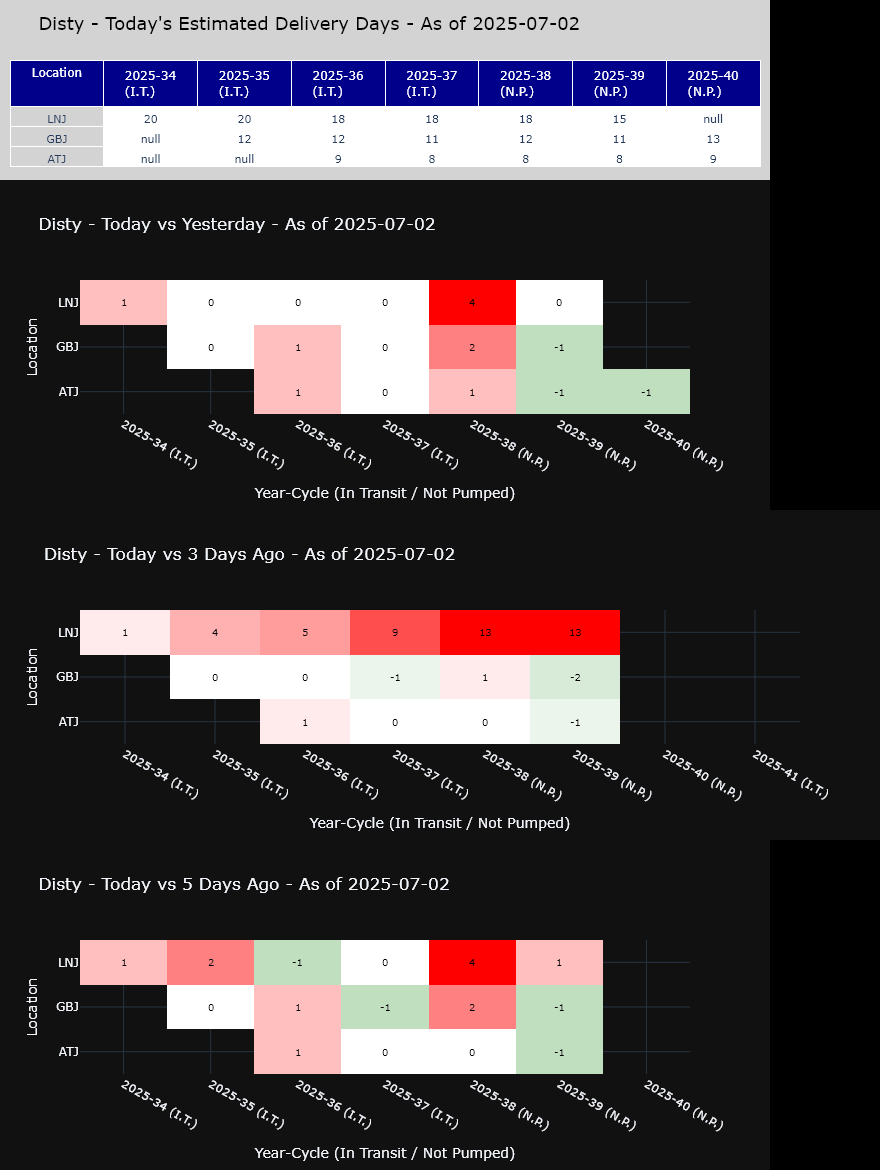 Disty - Today's Estimated Delivery Days - As of 2025-07-02
Location 2025-34 (I.T.) 2025-35 (I.T.) 2025-36 (I.T.) 2025-37 (I.T.) 2025-38 (N.P.) 2025-39 (N.P.) 2025-40 (N.P.)
LNJ 20 20 18 18 18 15 null
GBJ null 12 12 11 12 11 13
ATJ null null 9 8 8 8 9
Disty - Today vs Yesterday - As of 2025-07-02
LNJ 1 0 0 0 4 0
GBJ 0 1 0 2 -1
ATJ 1 0 1 -1 -1
Location
2025-34 (I.T.) 2025-35 (I.T.) 2025-36 (I.T.) 2025-37 (I.T.) 2025-38 (N.P.) 2025-39 (N.P.) 2025-40 (N.P.)
Year-Cycle (In Transit / Not Pumped)
Disty - Today vs 3 Days Ago - As of 2025-07-02
LNJ 1 4 5 9 13 13
GBJ 0 0 -1 1 -2
ATJ 1 0 0 -1
Location
2025-34 (I.T.) 2025-35 (I.T.) 2025-36 (I.T.) 2025-37 (I.T.) 2025-38 (N.P.) 2025-39 (N.P.) 2025-40 (N.P.) 2025-41 (I.T.)
Year-Cycle (In Transit / Not Pumped)
Disty - Today vs 5 Days Ago - As of 2025-07-02
LNJ 1 2 -1 0 4 1
GBJ 0 1 -1 2 -1
ATJ 1 0 0 -1
Location
2025-34 (I.T.) 2025-35 (I.T.) 2025-36 (I.T.) 2025-37 (I.T.) 2025-38 (N.P.) 2025-39 (N.P.) 2025-40 (N.P.)
Year-Cycle (In Transit / Not Pumped)